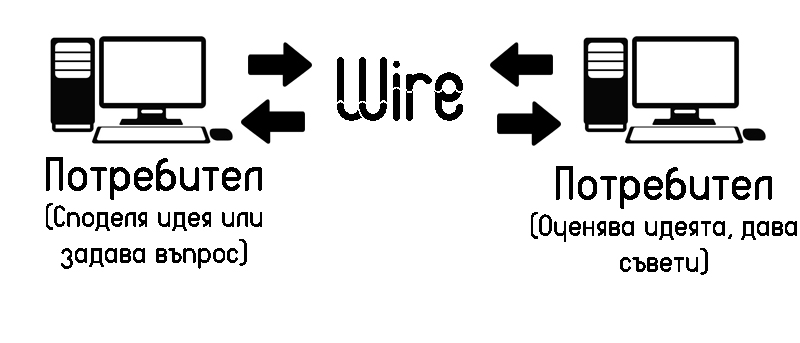 Wire
Потребител
(Споделя идея или
задава въпрос)
Потребител
(Оценява идеята, дава
съвети)